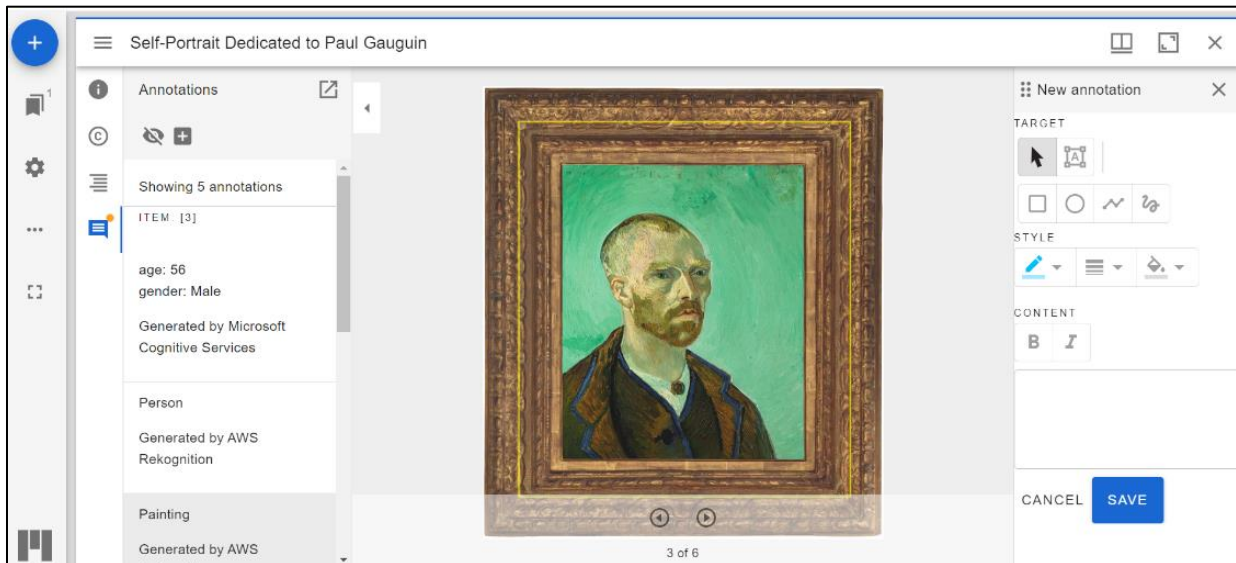 Self-Portrait Dedicated to Paul Gauguin
1
Annotations
Showing 5 annotations
ITEM: [3]
age: 56
gender: Male
Generated by Microsoft
Cognitive Services
Person
Generated by AWS
Rekognition
Painting
Generated by AWS
3 of 6
New annotation
TARGET
A
STYLE
CONTENT
B I
CANCEL SAVE